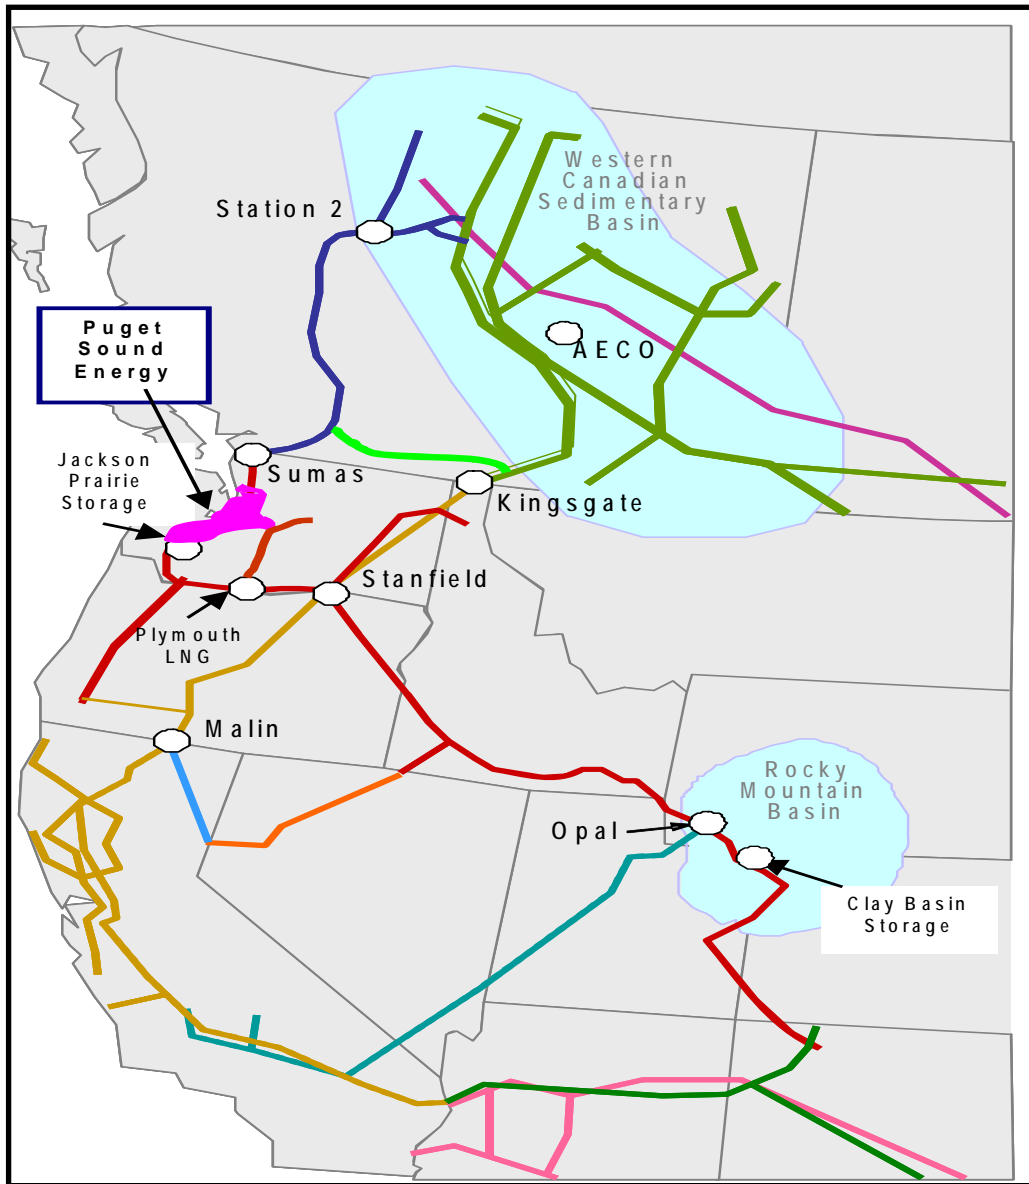 Western
Canadian
Sedimentary
Basin
Station 2
Puget
Sound
Energy
AECO
Jackson
Prairie
Storage
Sumas
Kingsgate
Stanfield
Plymouth
LNG
Malin
Rocky
Mountain
Basin
Opal
Clay Basin
Storage